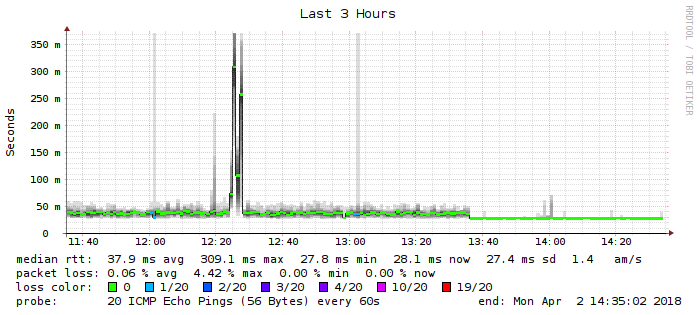 Last 3 Hours
RRDTOOL / TOBI OETIKER
Seconds
350 m
300 m
250 m
200 m
150 m
100 m
50 m
0
11:40 12:00 12:20 12:40 13:00 13:20 13:40 14:00 14:20
median rtt: 37.9 ms avg 309.1 ms max 27.8 ms min 28.1 ms now 27.4 ms sd 1.4 am/s
packet loss: 0.06 % avg 4.42 % max 0.00 % min 0.00 % now
loss color: 0 1/20 2/20 3/20 4/20 10/20 19/20
probe: 20 ICMP Echo Pings (56 Bytes) every 60s end: Mon Apr 2 14:35:02 2018